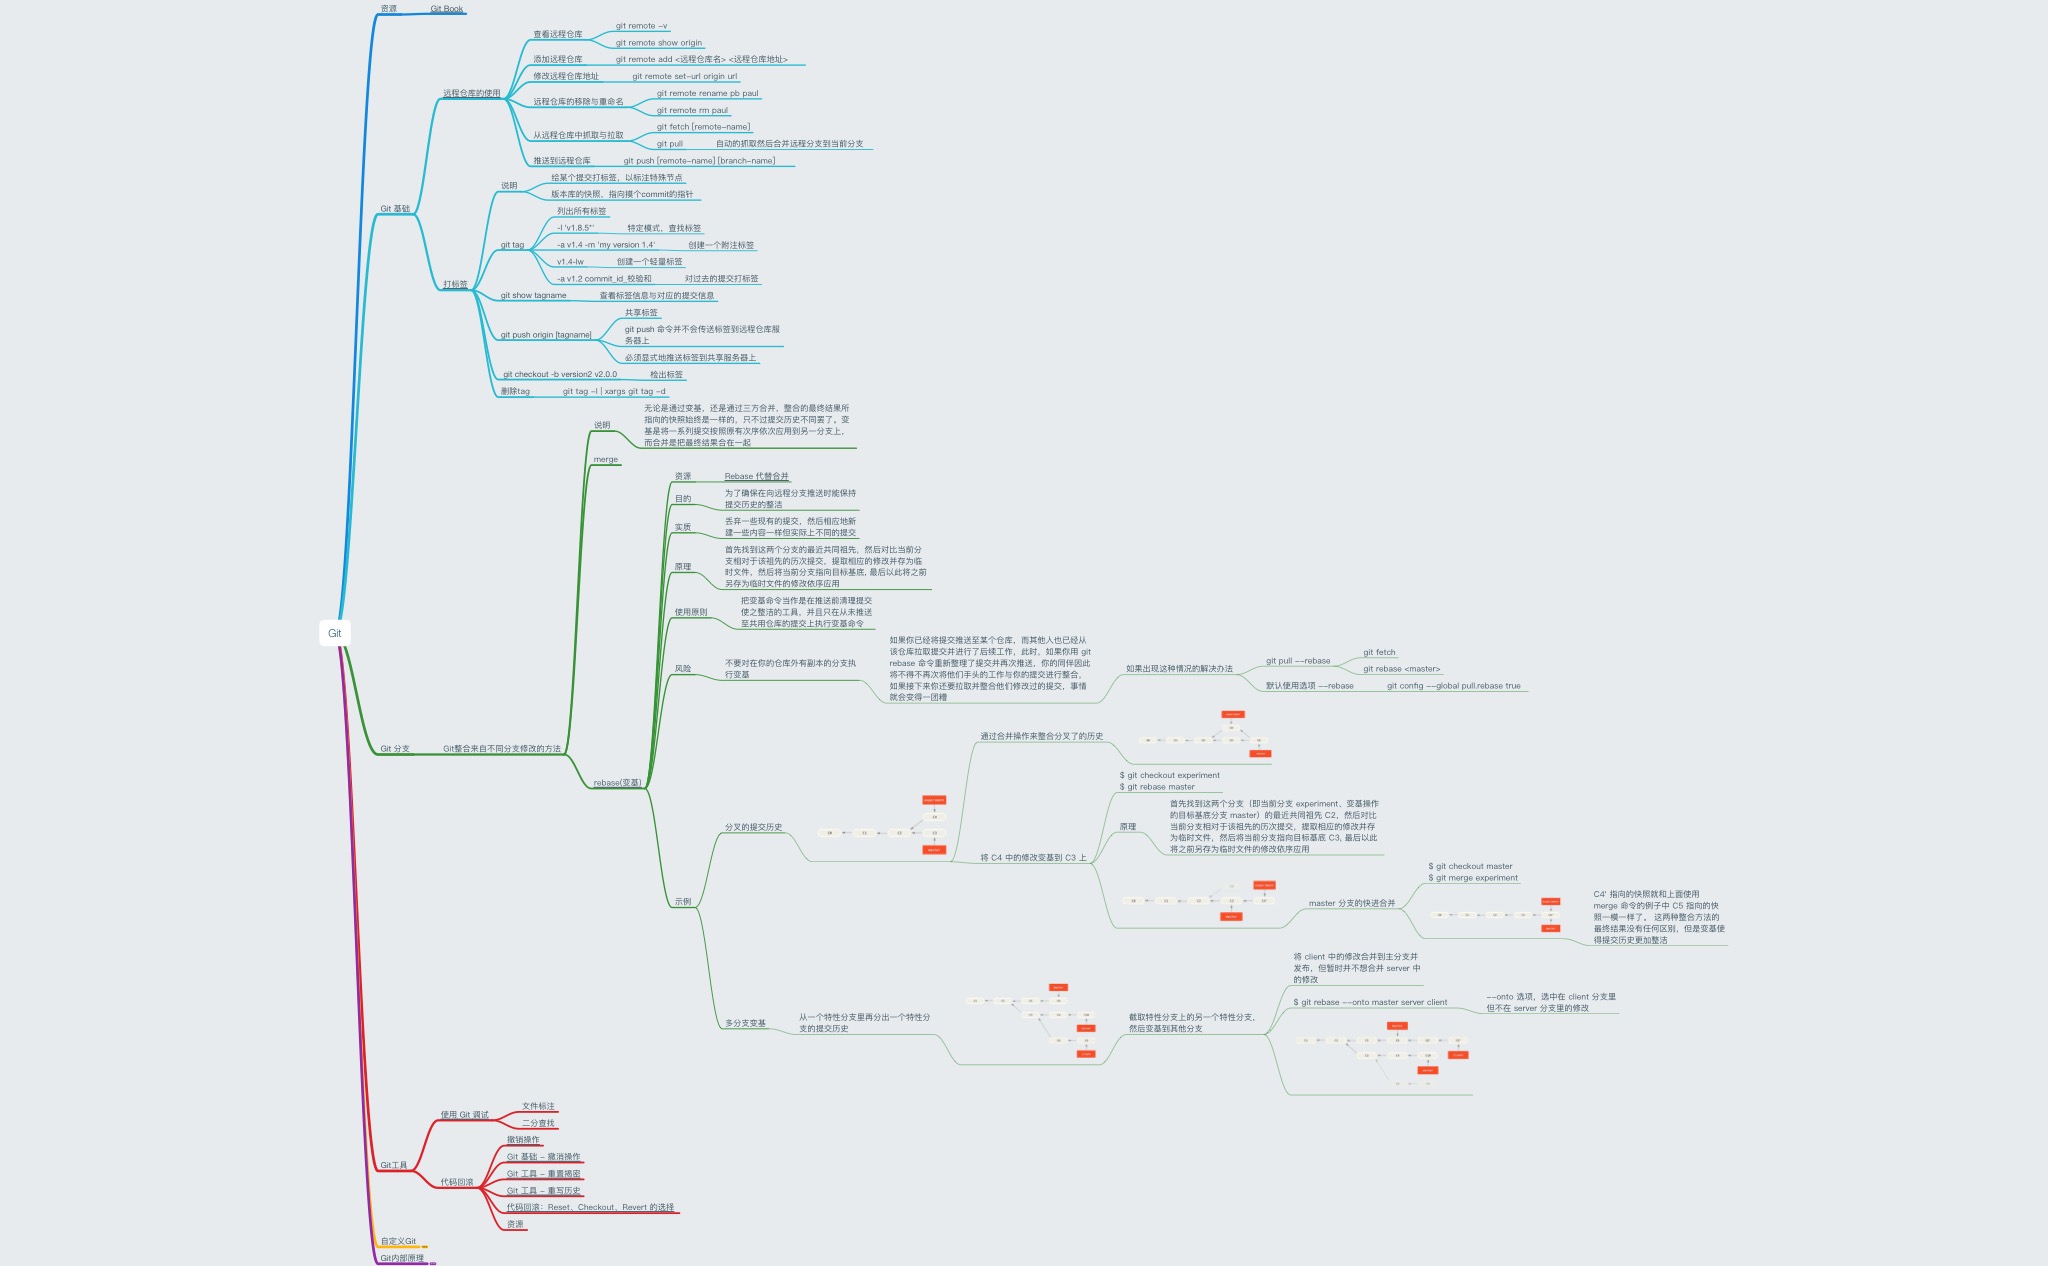 资源
Git Book
查看远程仓库
git remote -v
git remote show origin
添加远程仓库
git remote add <远程仓库名> <远程仓库地址>
修改远程仓库地址
git remote set-url origin url
远程仓库的使用
远程仓库的移除与重命名
git remote rename pb paul
git remote rm paul
从远程仓库中抓取与拉取
git fetch [remote-name]
git pull
自动的抓取然后合并远程分支到当前分支
推送到远程仓库
git push [remote-name] [branch-name]
Git 基础
说明
给某个提交打标签，以标注特殊节点
版本库的快照，指向摸个commit的指针
git tag
列出所有标签
-l 'v1.8.5*'
特定模式，查找标签
-a v1.4 -m 'my version 1.4'
创建一个附注标签
v1.4-lw
创建一个轻量标签
-a v1.2 commit_id_校验和
对过去的提交打标签
打标签
git show tagname
查看标签信息与对应的提交信息
git push origin [tagname]
共享标签
git push 命令并不会传送标签到远程仓库服
务器上
必须显式地推送标签到共享服务器上
git checkout -b version2 v2.0.0
检出标签
删除tag
git tag -l | xargs git tag -d
说明
无论是通过变基，还是通过三方合并，整合的最终结果所
指向的快照始终是一样的，只不过提交历史不同罢了。变
基是将一系列提交按照原有次序依次应用到另一分支上，
而合并是把最终结果合在一起
merge
资源
Rebase 代替合并
目的
为了确保在向远程分支推送时能保持
提交历史的整洁
实质
丢弃一些现有的提交，然后相应地新
建一些内容一样但实际上不同的提交
原理
首先找到这两个分支的最近共同祖先，然后对比当前分
支相对于该祖先的历次提交，提取相应的修改并存为临
时文件，然后将当前分支指向目标基底, 最后以此将之前
另存为临时文件的修改依序应用
使用原则
把变基命令当作是在推送前清理提交
使之整洁的工具，并且只在从未推送
至共用仓库的提交上执行变基命令
Git
风险
不要对在你的仓库外有副本的分支执
行变基
如果你已经将提交推送至某个仓库，而其他人也已经从
该仓库拉取提交并进行了后续工作，此时，如果你用 git
rebase 命令重新整理了提交并再次推送，你的同伴因此
将不得不再次将他们手头的工作与你的提交进行整合，
如果接下来你还要拉取并整合他们修改过的提交，事情
就会变得一团糟
如果出现这种情况的解决办法
git pull --rebase
git fetch
git rebase <master>
默认使用选项 --rebase
git config --global pull.rebase true
Git 分支
Git整合来自不同分支修改的方法
rebase(变基)
通过合并操作来整合分叉了的历史
分叉的提交历史
$ git checkout experiment
$ git rebase master
将 C4 中的修改变基到 C3 上
原理
首先找到这两个分支（即当前分支 experiment、变基操作
的目标基底分支 master）的最近共同祖先 C2，然后对比
当前分支相对于该祖先的历次提交，提取相应的修改并存
为临时文件，然后将当前分支指向目标基底 C3, 最后以此
将之前另存为临时文件的修改依序应用
示例
master 分支的快进合并
$ git checkout master
$ git merge experiment
C4' 指向的快照就和上面使用
merge 命令的例子中 C5 指向的快
照一模一样了。 这两种整合方法的
最终结果没有任何区别，但是变基使
得提交历史更加整洁
多分支变基
从一个特性分支里再分出一个特性分
支的提交历史
截取特性分支上的另一个特性分支，
然后变基到其他分支
将 client 中的修改合并到主分支并
发布，但暂时并不想合并 server 中
的修改
$ git rebase --onto master server client
--onto 选项，选中在 client 分支里
但不在 server 分支里的修改
使用 Git 调试
文件标注
二分查找
Git工具
代码回滚
撤销操作
Git 基础 - 撤消操作
Git 工具 - 重置揭密
Git 工具 - 重写历史
代码回滚：Reset、Checkout、Revert 的选择
资源
自定义Git
Git内部原理